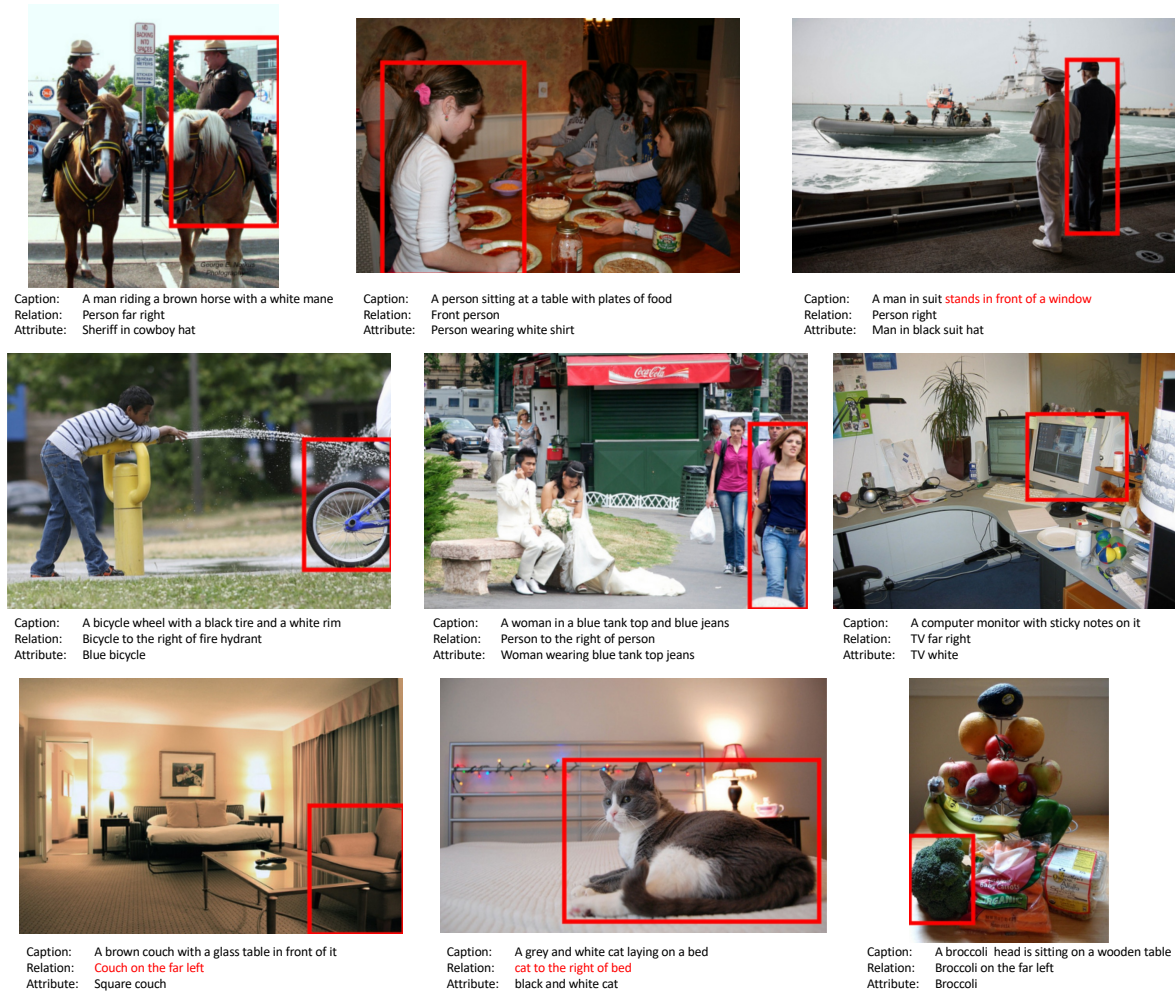 NO
BACKING
INTO
SPACES
Caption: A man riding a brown horse with a white mane
Relation: Person far right
Attribute: Sheriff in cowboy hat
Caption: A person sitting at a table with plates of food
Relation: Front person
Attribute: Person wearing white shirt
Caption: A man in suit stands in front of a window
Relation: Person right
Attribute: Man in black suit hat
Coca-Cola
Caption: A bicycle wheel with a black tire and a white rim
Relation: Bicycle to the right of fire hydrant
Attribute: Blue bicycle
Caption: A woman in a blue tank top and blue jeans
Relation: Person to the right of person
Attribute: Woman wearing blue tank top jeans
Caption: A computer monitor with sticky notes on it
Relation: TV far right
Attribute: TV white
ORGANIC
Caption: A brown couch with a glass table in front of it
Relation: Couch on the far left
Attribute: Square couch
Caption: A grey and white cat laying on a bed
Relation: cat to the right of bed
Attribute: black and white cat
Caption: A broccoli head is sitting on a wooden table
Relation: Broccoli on the far left
Attribute: Broccoli